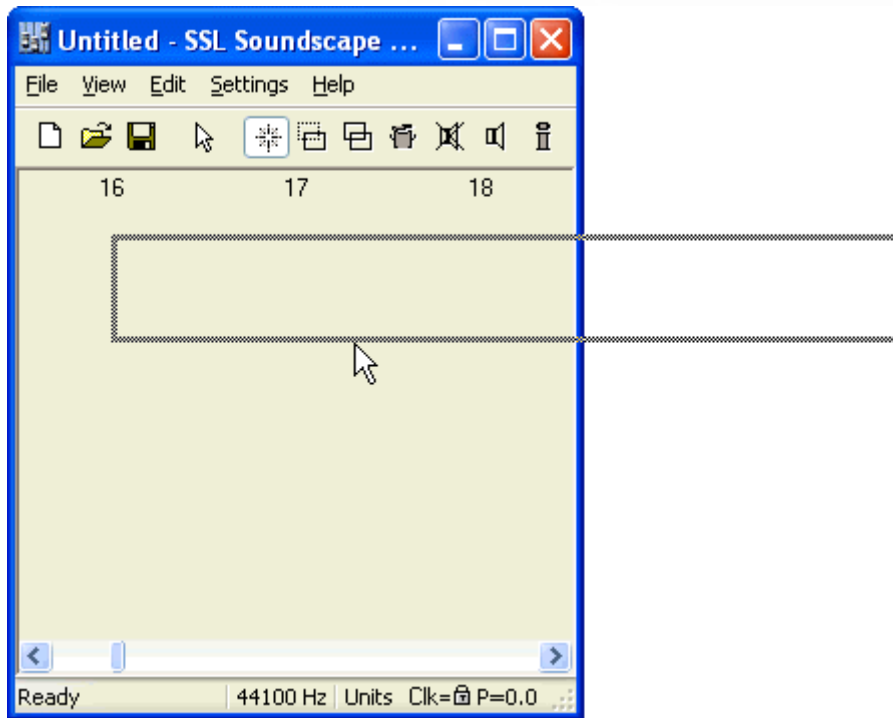 Untitled - SSL Soundscape ...
File View Edit Settings Help
16 17 18
Ready 44100 Hz Units Clk= P=0.0